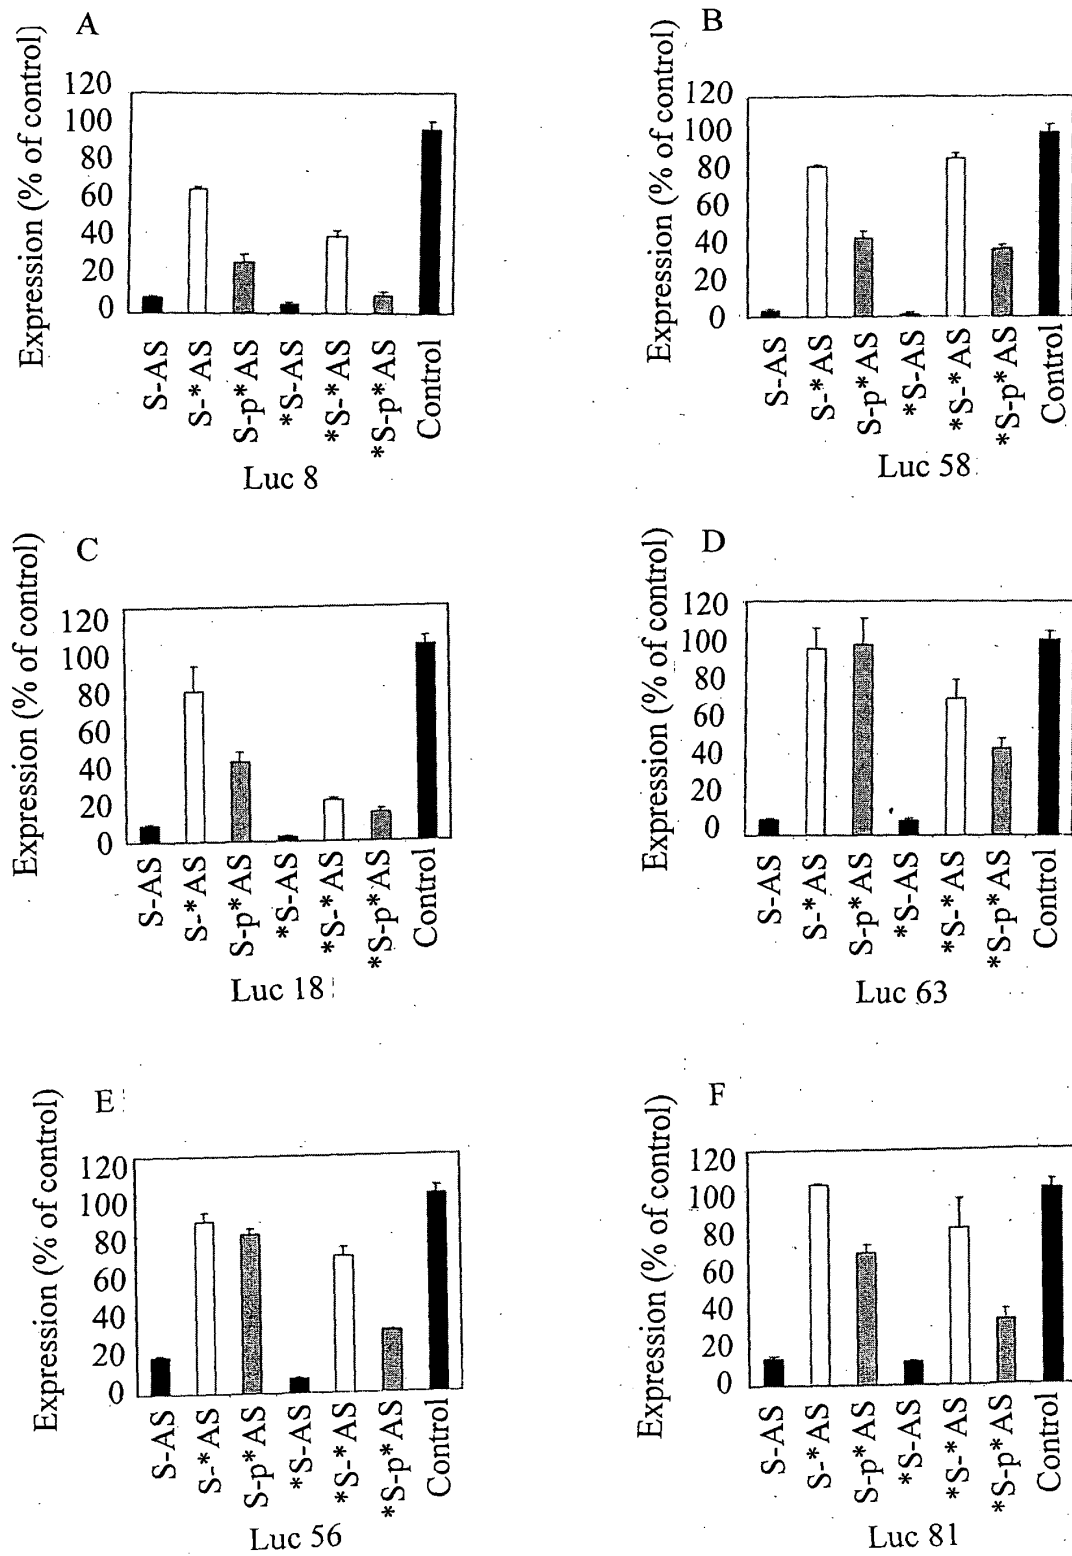 A
Expression (% of control)
120
100
80
60
40
20
0
S-AS
S-*AS
S-p*AS
*S-AS
*S-*AS
*S-p*AS
Control
Luc 8
B
Expression (% of control)
120
100
80
60
40
20
0
S-AS
S-*AS
S-p*AS
*S-AS
*S-*AS
*S-p*AS
Control
Luc 58
C
Expression (% of control)
120
100
80
60
40
20
0
S-AS
S-*AS
S-p*AS
*S-AS
*S-*AS
*S-p*AS
Control
Luc 18
D
Expression (% of control)
120
100
80
60
40
20
0
S-AS
S-*AS
S-p*AS
*S-AS
*S-*AS
*S-p*AS
Control
Luc 63
E
Expression (% of control)
120
100
80
60
40
20
0
S-AS
S-*AS
S-p*AS
*S-AS
*S-*AS
*S-p*AS
Control
Luc 56
F
Expression (% of control)
120
100
80
60
40
20
0
S-AS
S-*AS
S-p*AS
*S-AS
*S-*AS
*S-p*AS
Control
Luc 81